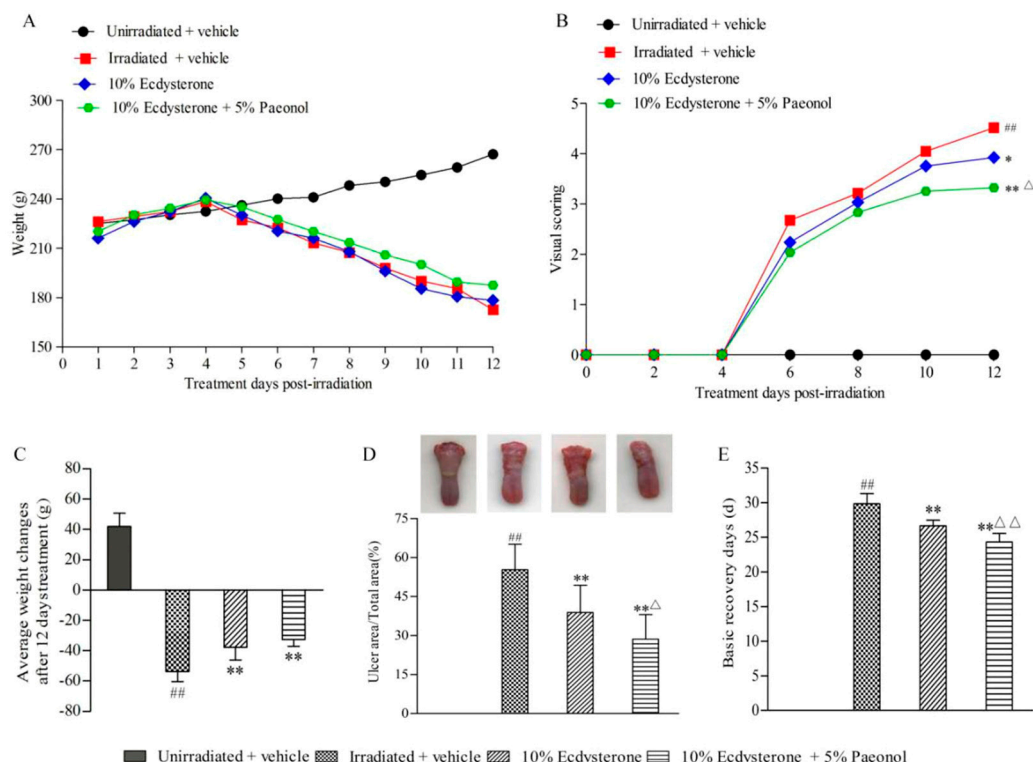 A
Unirradiated + vehicle
Irradiated + vehicle
10% Ecdysterone
10% Ecdysterone + 5% Paeonol
300
270
240
210
180
150
Weight (g)
0 1 2 3 4 5 6 7 8 9 10 11 12
Treatment days post-irradiation
B
Unirradiated + vehicle
Irradiated + vehicle
10% Ecdysterone
10% Ecdysterone + 5% Paeonol
5
4
3
2
1
0
Visual scoring
##
*
** △
0 2 4 6 8 10 12
Treatment days post-irradiation
C
80
60
40
20
0
-20
-40
-60
-80
Average weight changes
after 12 days treatment (g)
##
**
**
D
75
60
45
30
15
0
Ulcer area/Total area(%)
##
**
**△
E
35
30
25
20
15
10
5
0
Basic recovery days (d)
##
**
**△ △
Unirradiated + vehicle Irradiated + vehicle 10% Ecdysterone 10% Ecdysterone + 5% Paeonol